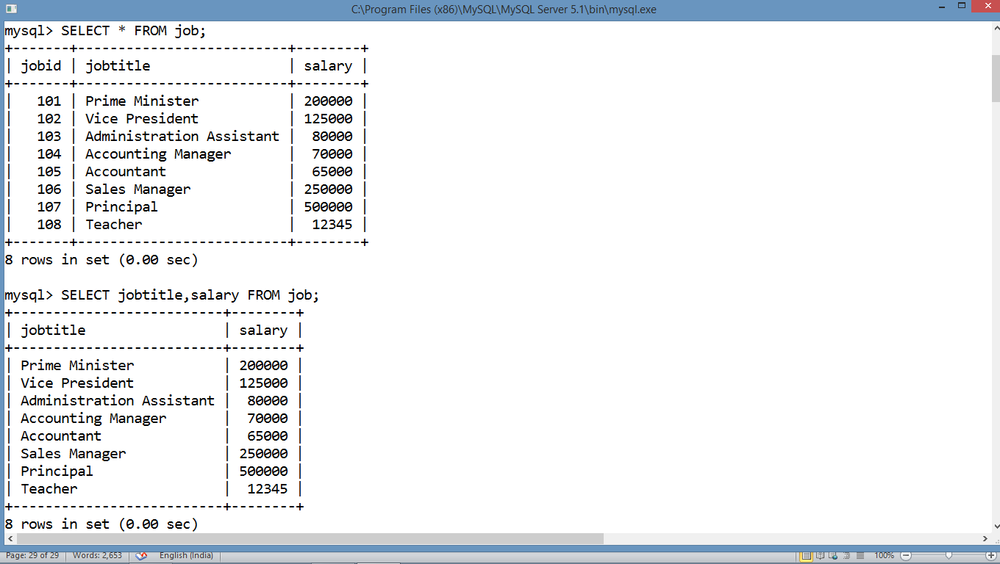 C:\Program Files (x86)\MySQL\MySQL Server 5.1\bin\mysql.exe
mysql> SELECT * FROM job;
+-------+--------------------------+--------+
| jobid | jobtitle                 | salary |
+-------+--------------------------+--------+
|   101 | Prime Minister           | 200000 |
|   102 | Vice President           | 125000 |
|   103 | Administration Assistant |  80000 |
|   104 | Accounting Manager       |  70000 |
|   105 | Accountant               |  65000 |
|   106 | Sales Manager            | 250000 |
|   107 | Principal                | 500000 |
|   108 | Teacher                  |  12345 |
+-------+--------------------------+--------+
8 rows in set (0.00 sec)
mysql> SELECT jobtitle,salary FROM job;
+--------------------------+--------+
| jobtitle                 | salary |
+--------------------------+--------+
| Prime Minister           | 200000 |
| Vice President           | 125000 |
| Administration Assistant |  80000 |
| Accounting Manager       |  70000 |
| Accountant               |  65000 |
| Sales Manager            | 250000 |
| Principal                | 500000 |
| Teacher                  |  12345 |
+--------------------------+--------+
8 rows in set (0.00 sec)
Page: 29 of 29 Words: 2,653 English (India) 100%